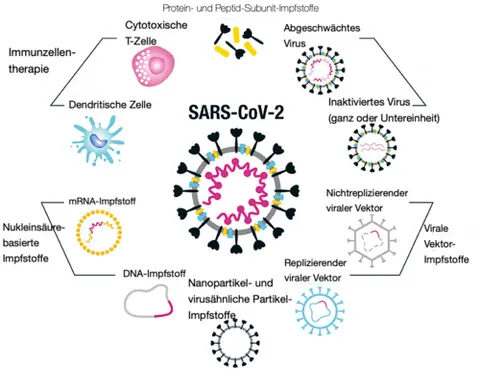 Protein- und Peptid-Subunit-Impfstoffe
Cytotoxische
T-Zelle
Abgeschwächtes
Virus
Immunzellen-
therapie
Dendritische Zelle
Inaktiviertes Virus
(ganz oder Untereinheit)
SARS-CoV-2
mRNA-Impfstoff
Nichtreplizierender
viraler Vektor
Nukleinsäure-
basierte
Impfstoffe
Virale
Vektor-
Impfstoffe
DNA-Impfstoff
Replizierender
viraler Vektor
Nanopartikel- und
virusähnliche Partikel-
Impfstoffe